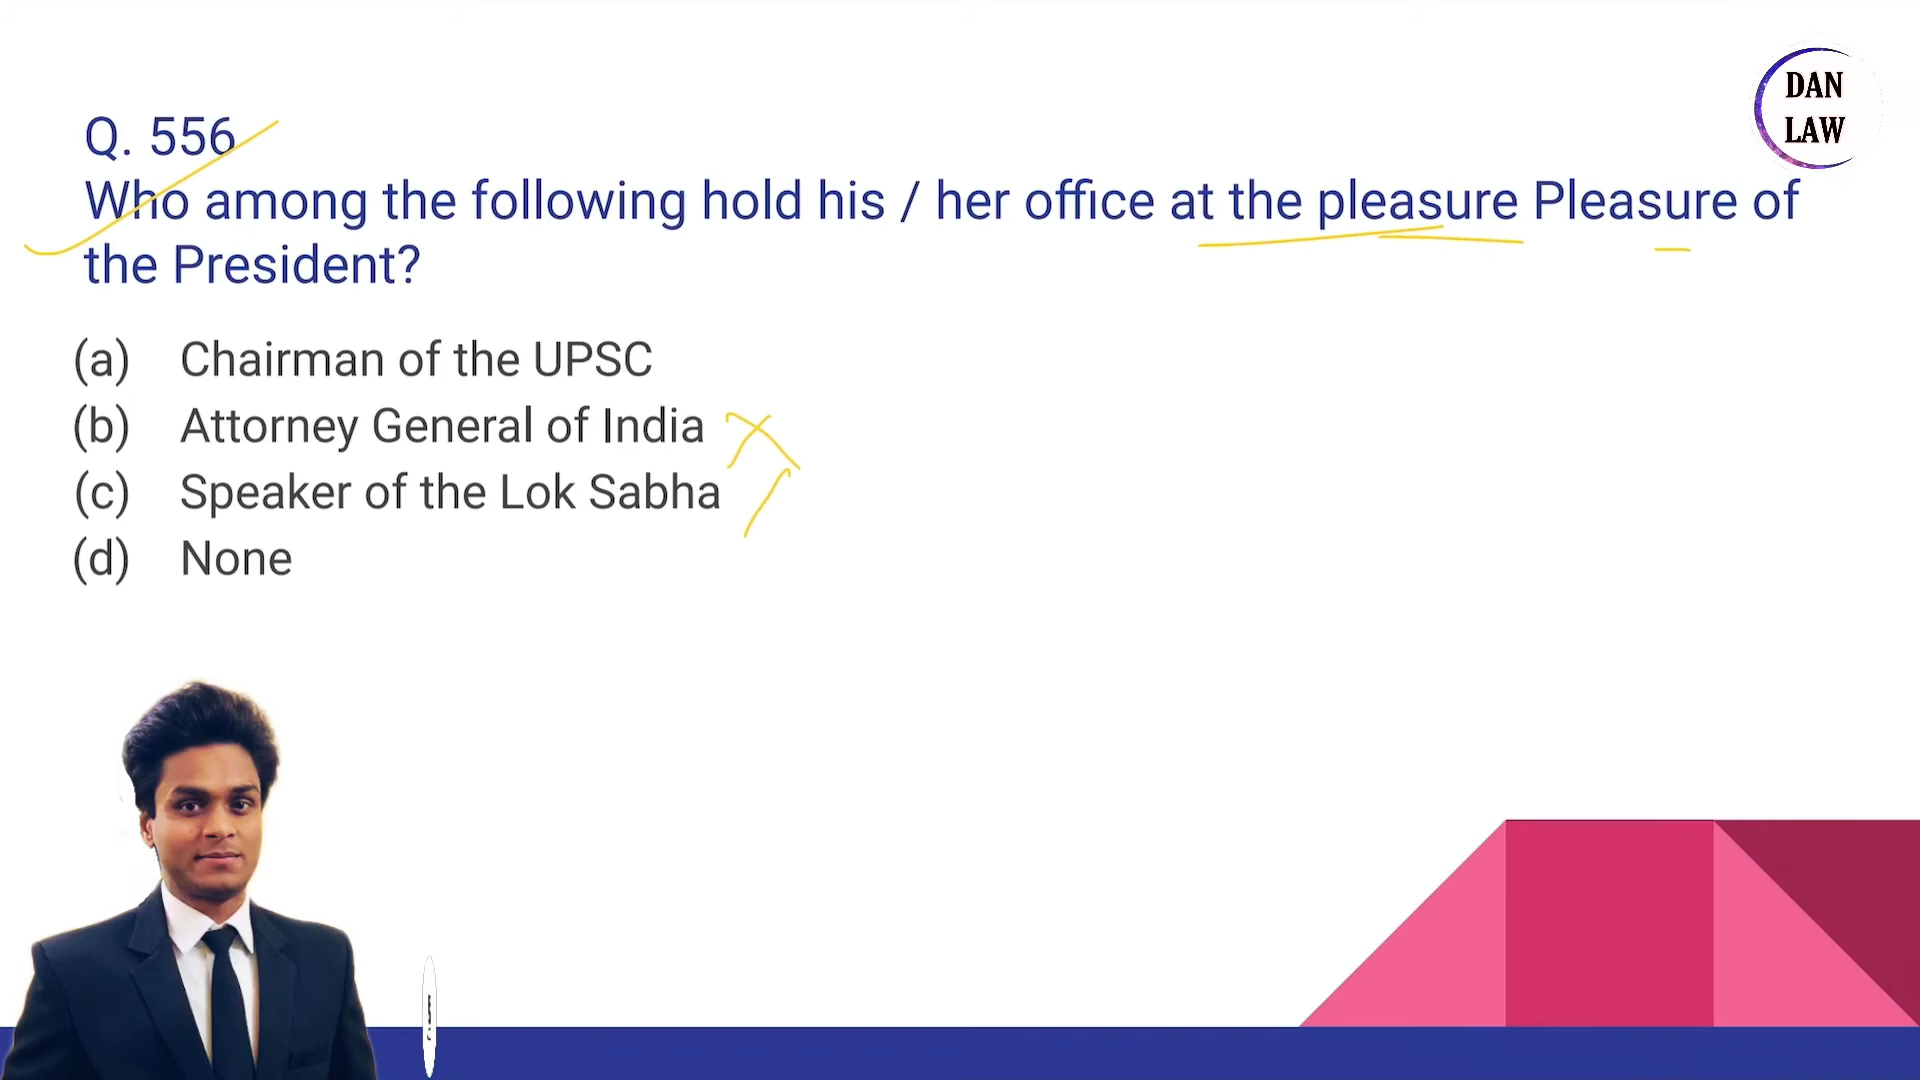 DAN
LAW
Q. 556
Who among the following hold his / her office at the pleasure Pleasure of
the President?
(a) Chairman of the UPSC
(b) Attorney General of India
(c) Speaker of the Lok Sabha
(d) None